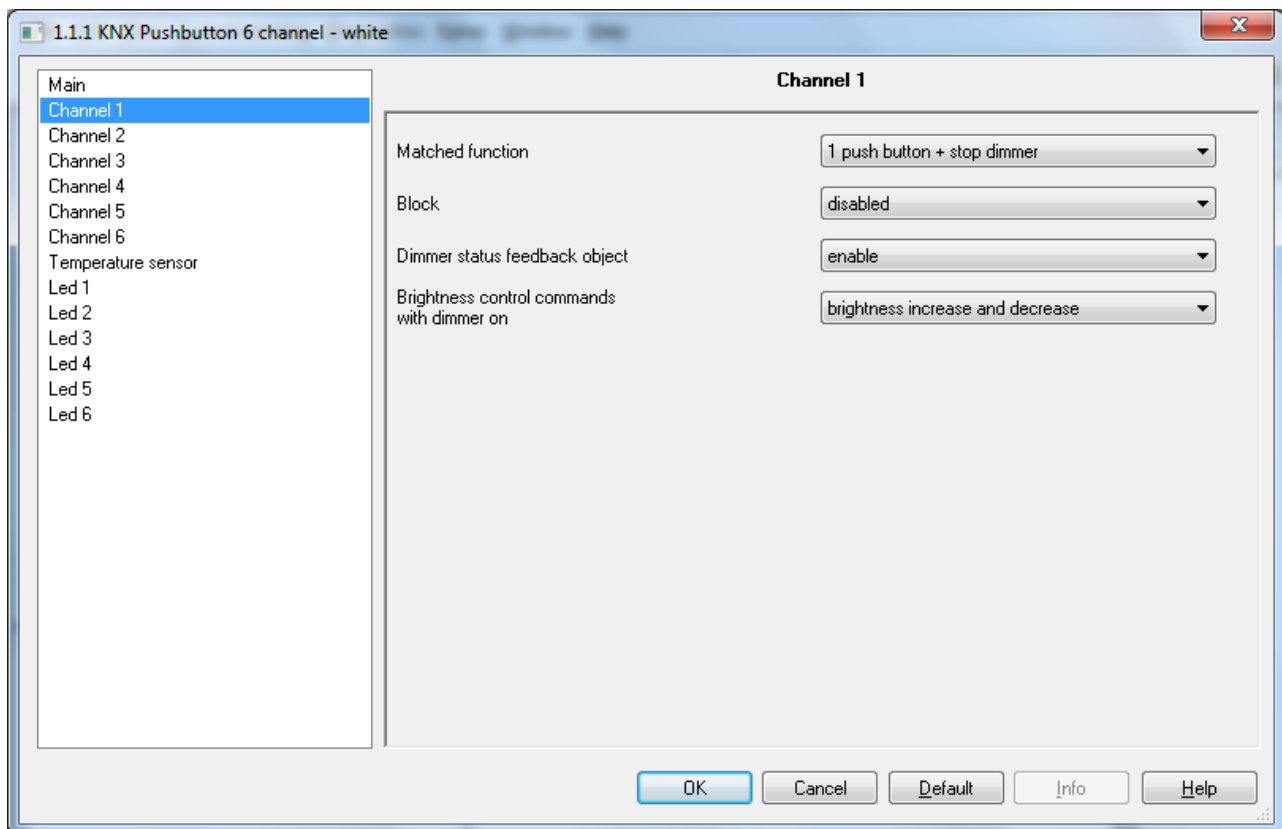 1.1.1 KNX Pushbutton 6 channel - white
Main
Channel 1
Channel 2
Channel 3
Channel 4
Channel 5
Channel 6
Temperature sensor
Led 1
Led 2
Led 3
Led 4
Led 5
Led 6
Channel 1
Matched function
1 push button + stop dimmer
Block
disabled
Dimmer status feedback object
enable
Brightness control commands
with dimmer on
brightness increase and decrease
OK
Cancel
Default
Info
Help